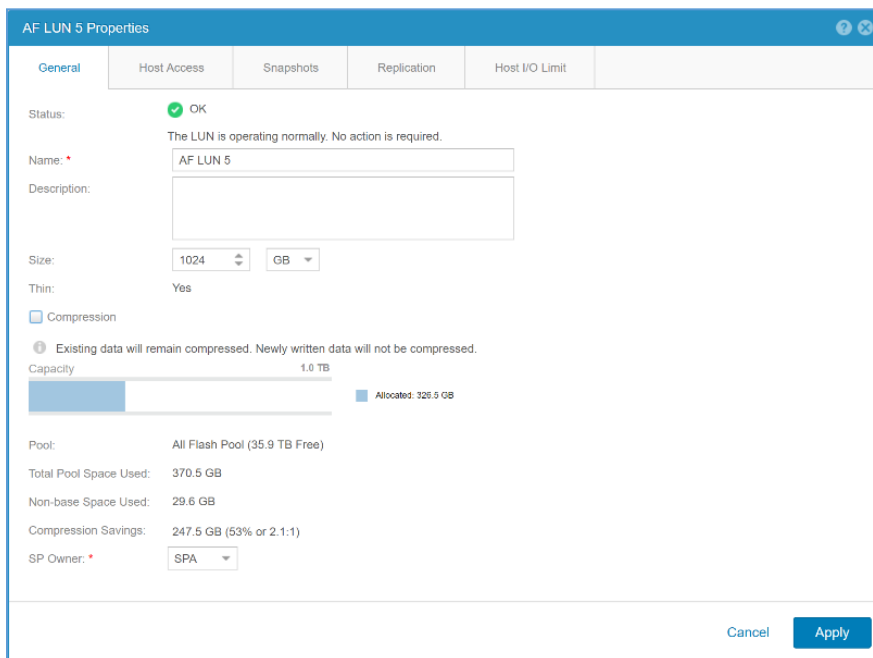 AF LUN 5 Properties
General Host Access Snapshots Replication Host I/O Limit
Status: OK
The LUN is operating normally. No action is required.
Name: * AF LUN 5
Description:
Size: 1024 GB
Thin: Yes
Compression
Existing data will remain compressed. Newly written data will not be compressed.
Capacity 1.0 TB
Allocated: 326.5 GB
Pool: All Flash Pool (35.9 TB Free)
Total Pool Space Used: 370.5 GB
Non-base Space Used: 29.6 GB
Compression Savings: 247.5 GB (53% or 2.1:1)
SP Owner: * SPA
Cancel Apply